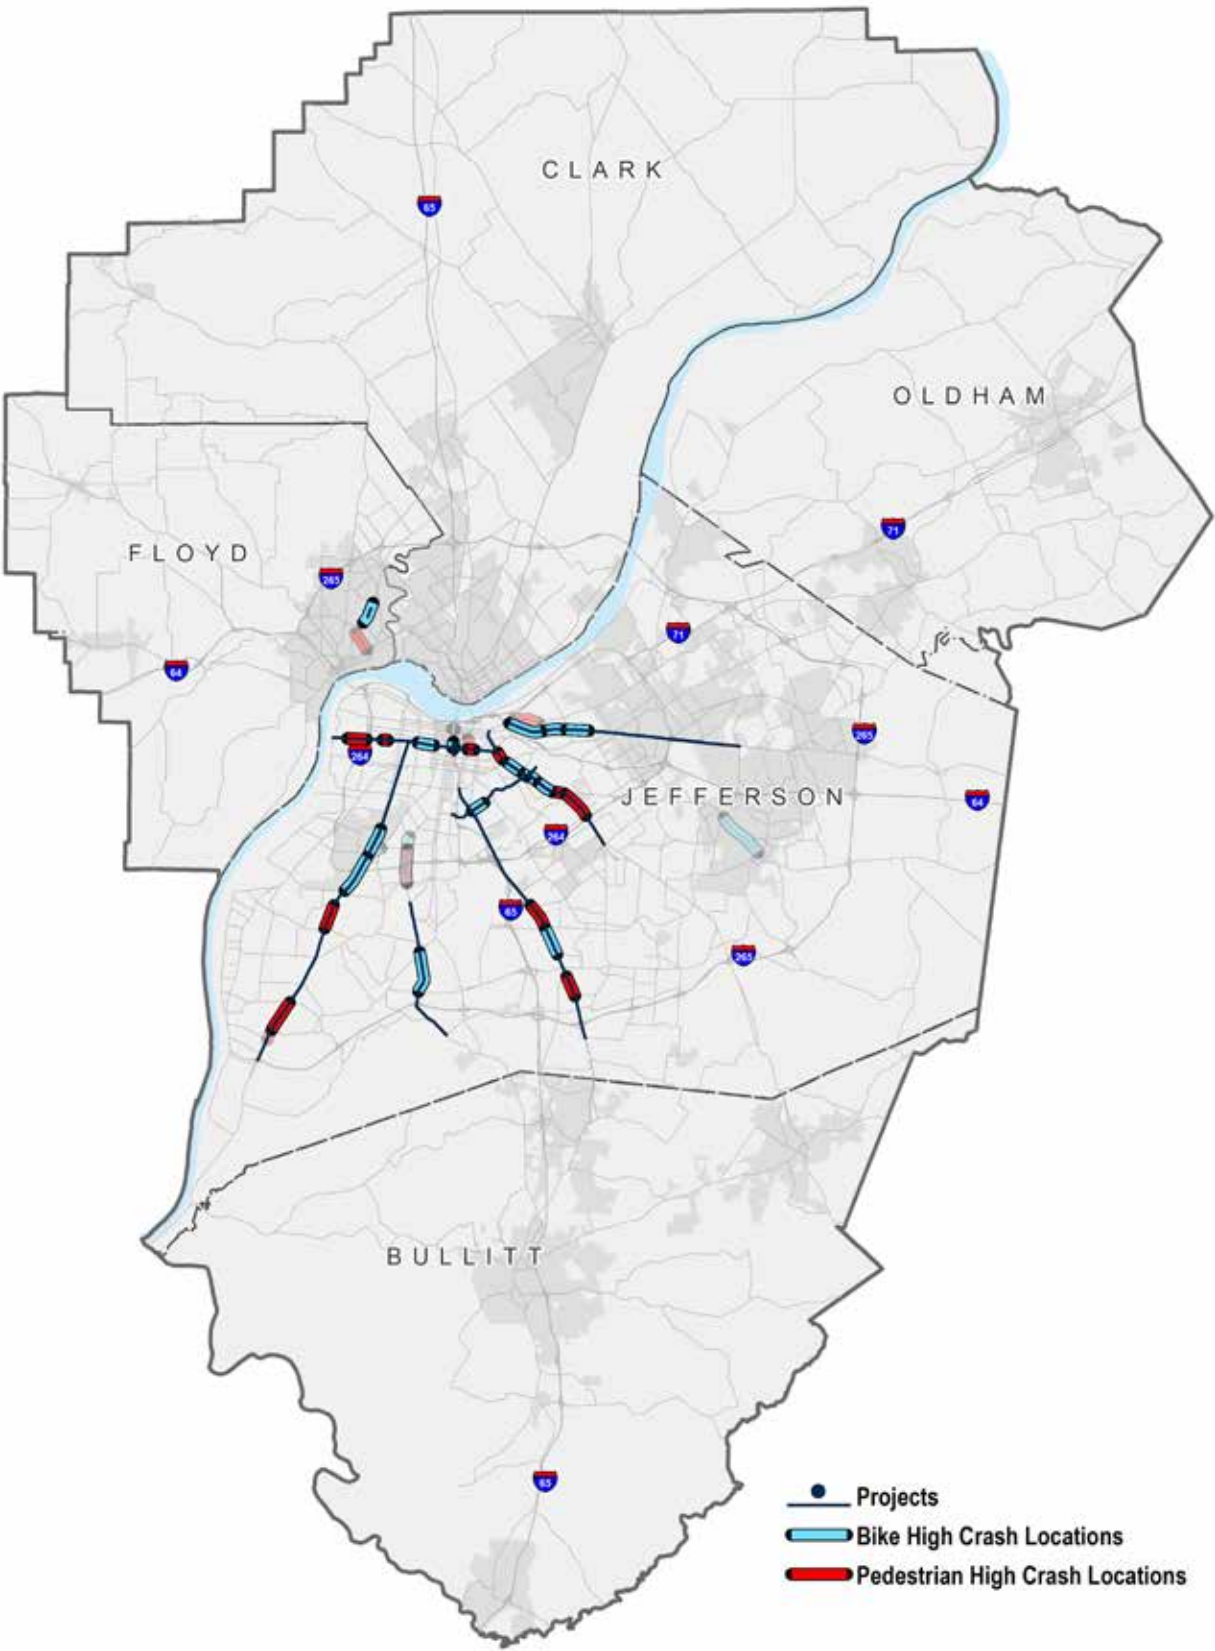 CLARK
65
OLDHAM
71
FLOYD
265
71
64
265
264
JEFFERSON
64
264
65
265
BULLITT
65
Projects
Bike High Crash Locations
Pedestrian High Crash Locations